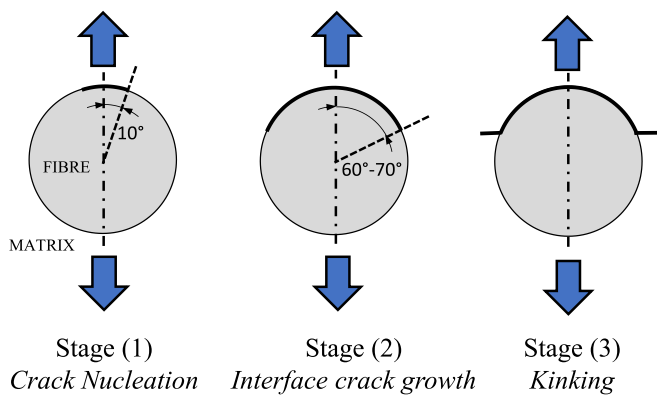 10°
FIBRE
60°-70°
MATRIX
Stage (1)
Crack Nucleation
Stage (2)
Interface crack growth
Stage (3)
Kinking